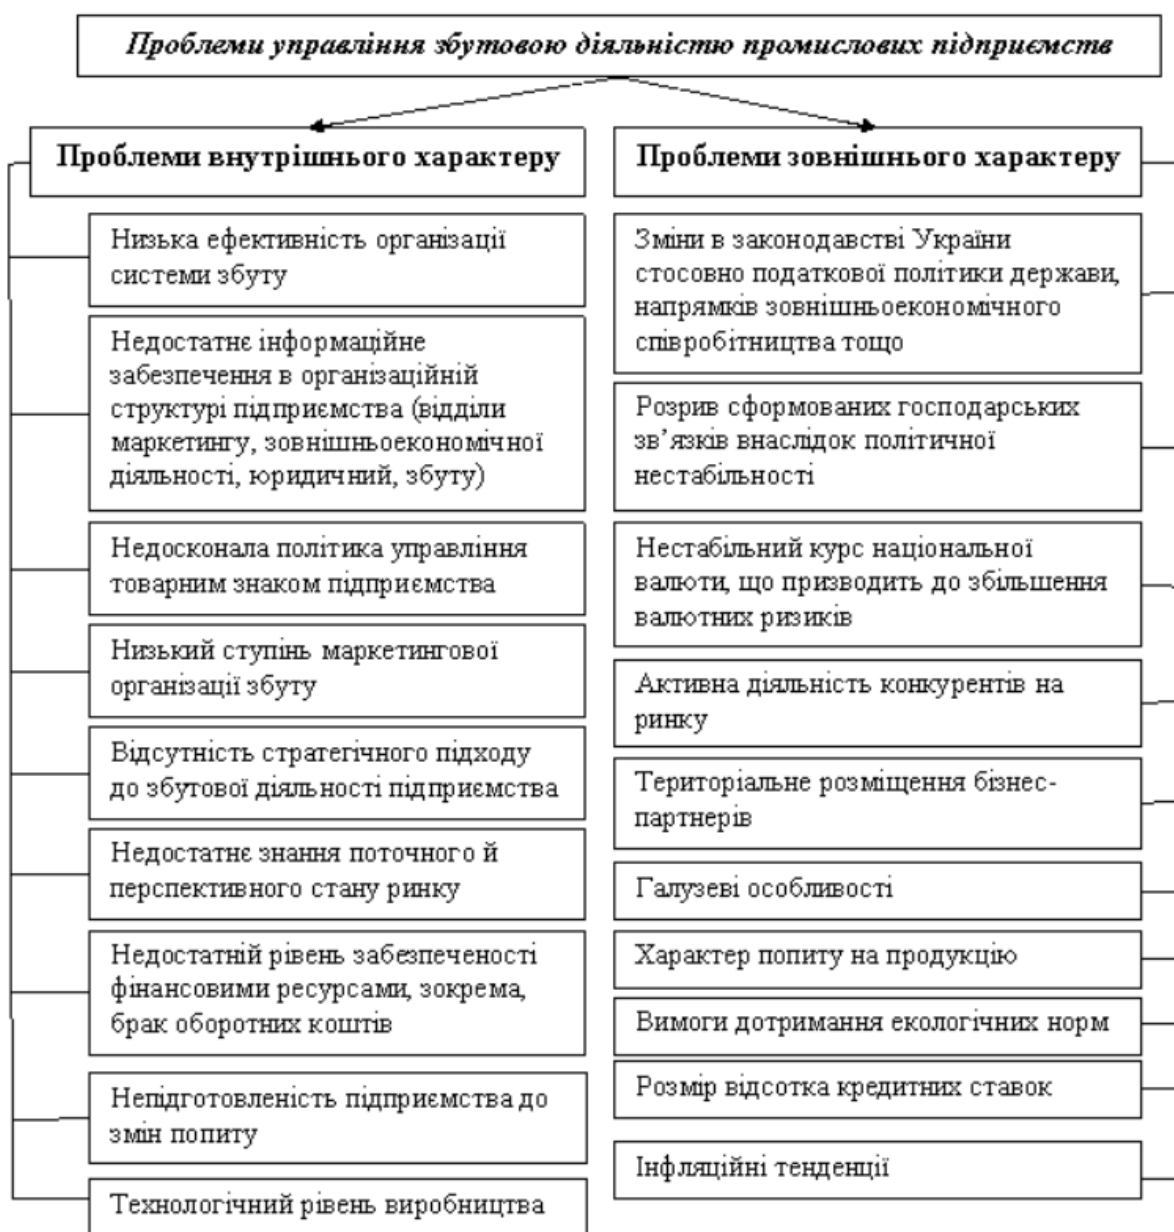 Проблеми управління збутовою діяльністю промислових підприємств
Проблеми внутрішнього характеру
Низька ефективність організації
системи збуту
Недостатнє інформаційне
забезпечення в організаційній
структурі підприємства (відділи
маркетингу, зовнішньоекономічної
діяльності, юридичний, збуту)
Недосконала політика управління
товарним знаком підприємства
Низький ступінь маркетингової
організації збуту
Відсутність стратегічного підходу
до збутової діяльності підприємства
Недостатнє знання поточного й
перспективного стану ринку
Недостатній рівень забезпеченості
фінансовими ресурсами, зокрема,
брак оборотних коштів
Непідготовленість підприємства до
змін попиту
Технологічний рівень виробництва
Проблеми зовнішнього характеру
Зміни в законодавстві України
стосовно податкової політики держави,
напрямків зовнішньоекономічного
співробітництва тощо
Розрив сформованих господарських
зв’язків внаслідок політичної
нестабільності
Нестабільний курс національної
валюти, що призводить до збільшення
валютних ризиків
Активна діяльність конкурентів на
ринку
Територіальне розміщення бізнес-
партнерів
Галузеві особливості
Характер попиту на продукцію
Вимоги дотримання екологічних норм
Розмір відсотка кредитних ставок
Інфляційні тенденції